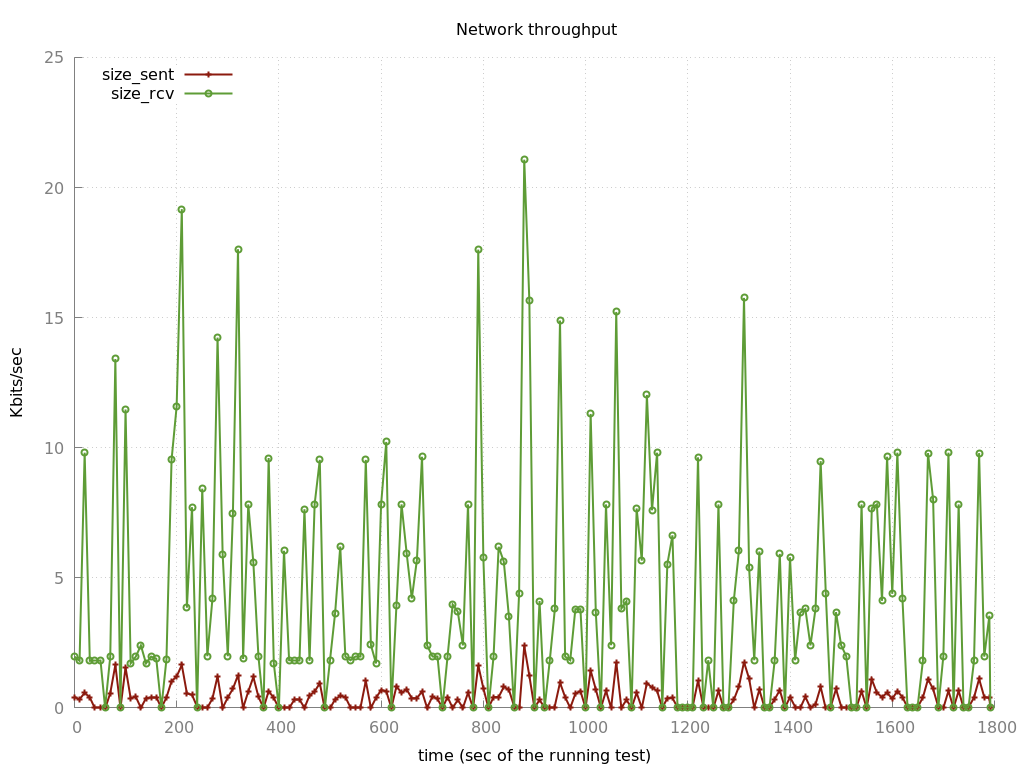 Network throughput
25
size_sent
size_rcv
20
15
Kbits/sec
10
5
0
0 200 400 600 800 1000 1200 1400 1600 1800
time (sec of the running test)